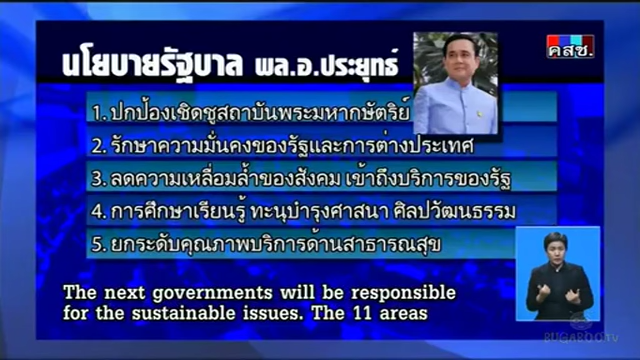 นโยบายรัฐบาล พล.อ.ประยุทธ์
คสช.
1. ปกป้องเชิดชูสถาบันพระมหากษัตริย์
2. รักษาความมั่นคงของรัฐและการต่างประเทศ
3. ลดความเหลื่อมล้ำของสังคม เข้าถึงบริการของรัฐ
4. การศึกษาเรียนรู้ ทะนุบำรุงศาสนา ศิลปวัฒนธรรม
5. ยกระดับคุณภาพบริการด้านสาธารณสุข
The next governments will be responsible
for the sustainable issues. The 11 areas
BUGABOO.TV